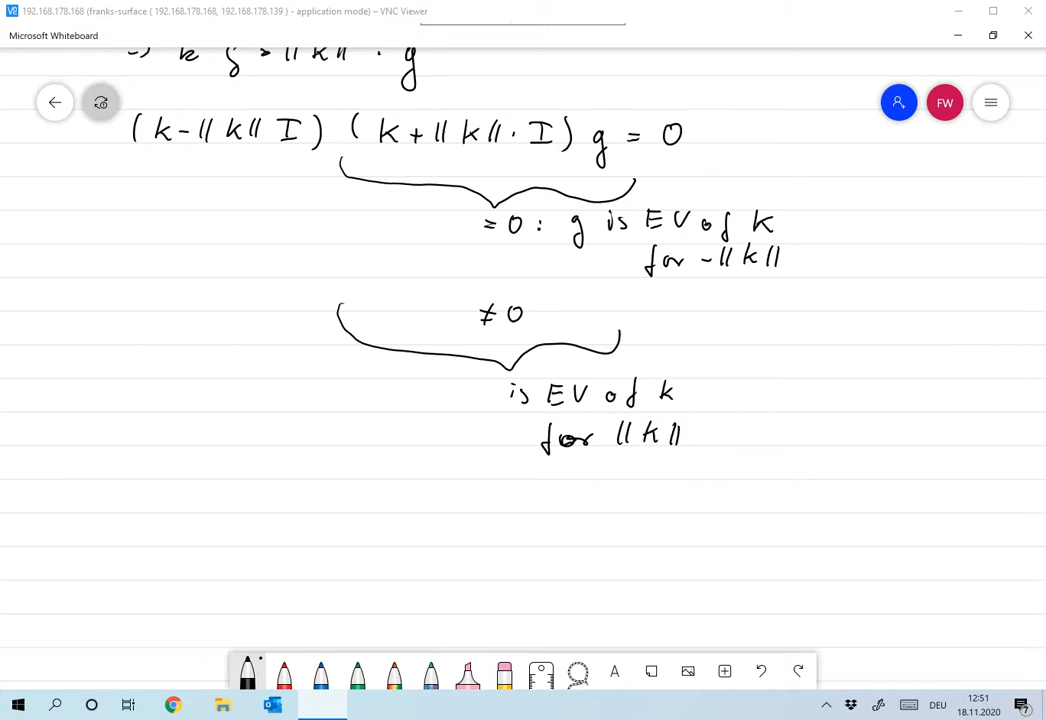 192.168.178.168 (franks-surface ( 192.168.178.168, 192.168.178.139 ) - application mode) – VNC Viewer
Microsoft Whiteboard
FW
(k - ‖k‖ I) (k + ‖k‖ · I) g = 0
= 0 : g is EV of k
for -‖k‖
≠ 0
is EV of k
for ‖k‖
A
DEU
12:51
18.11.2020
7